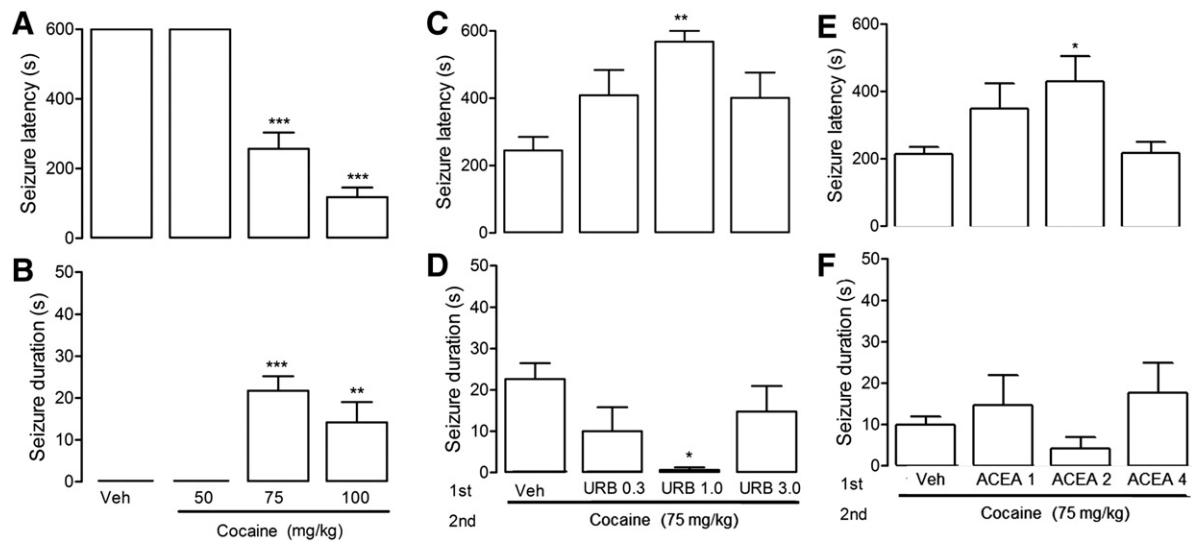 A
Seizure latency (s)
600
400
200
0
***
***
B
Seizure duration (s)
50
40
30
20
10
0
***
**
Veh 50 75 100
Cocaine (mg/kg)
C
Seizure latency (s)
600
400
200
0
**
D
Seizure duration (s)
50
40
30
20
10
0
*
1st Veh URB 0.3 URB 1.0 URB 3.0
2nd Cocaine (75 mg/kg)
E
Seizure latency (s)
600
400
200
0
*
F
Seizure duration (s)
50
40
30
20
10
0
1st Veh ACEA 1 ACEA 2 ACEA 4
2nd Cocaine (75 mg/kg)